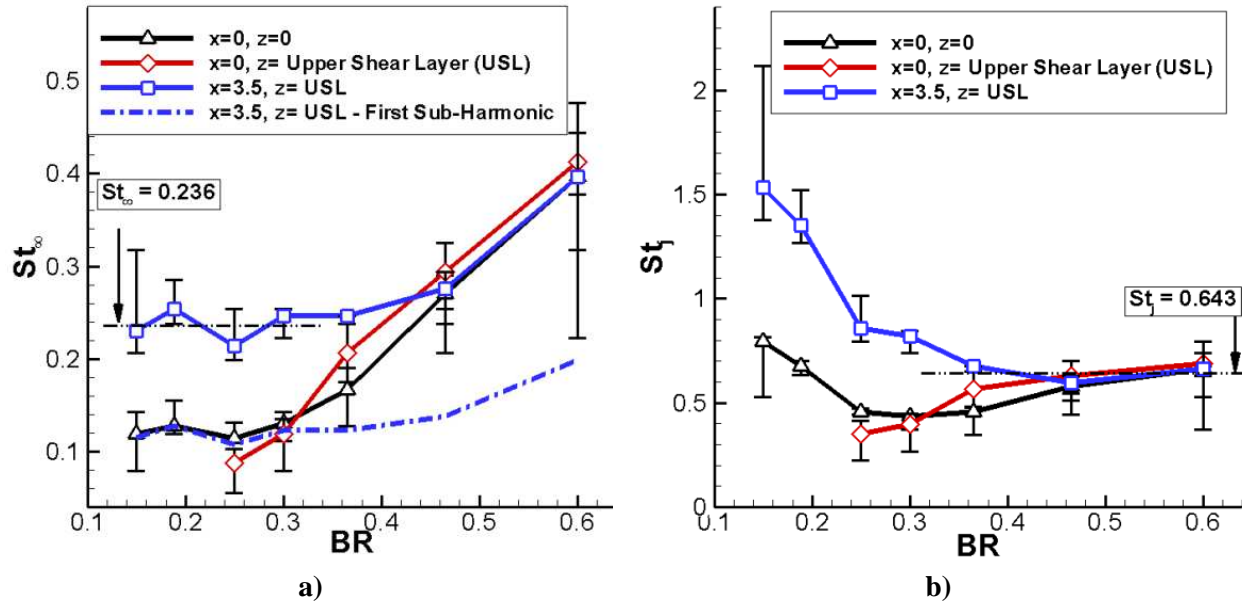 x=0, z=0
x=0, z= Upper Shear Layer (USL)
x=3.5, z= USL
x=3.5, z= USL - First Sub-Harmonic
St∞ = 0.236
St∞
0.5
0.4
0.3
0.2
0.1
0.1 0.2 0.3 0.4 0.5 0.6
BR
a)
x=0, z=0
x=0, z= Upper Shear Layer (USL)
x=3.5, z= USL
Stj = 0.643
Stj
2
1.5
1
0.5
0
0.1 0.2 0.3 0.4 0.5 0.6
BR
b)